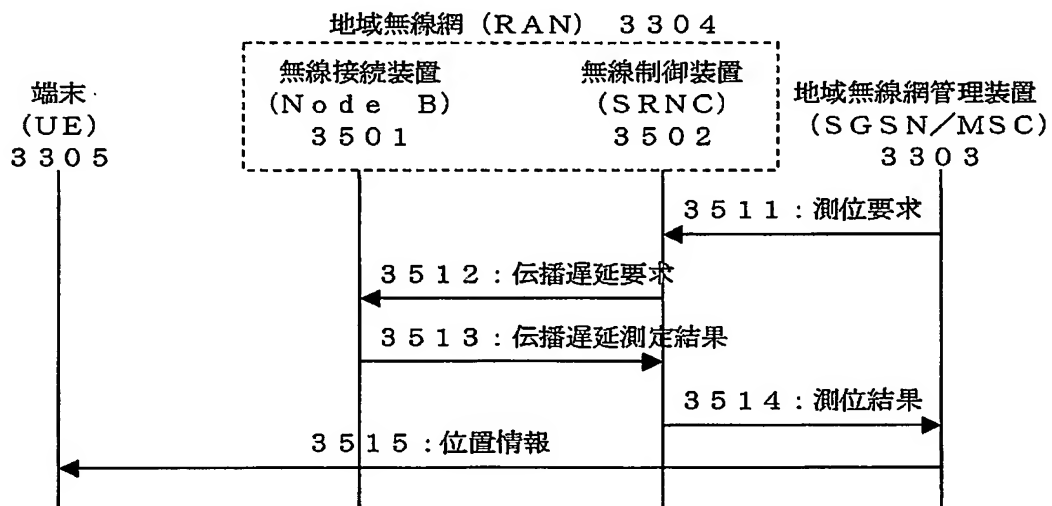 地域無線網（RAN） 3304
無線接続装置
（Node B）
3501
無線制御装置
（SRNC）
3502
端末
（UE）
3305
地域無線網管理装置
（SGSN／MSC）
3303
3511：測位要求
3512：伝播遅延要求
3513：伝播遅延測定結果
3514：測位結果
3515：位置情報